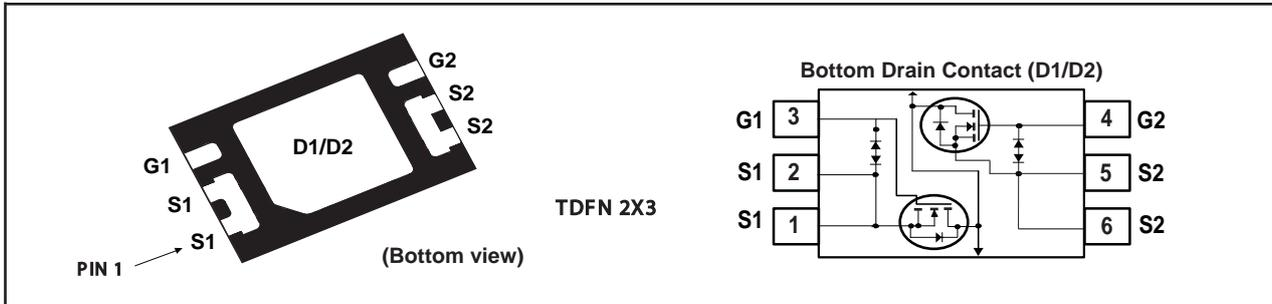 G2
S2
S2
D1/D2
G1
S1
S1
PIN 1
(Bottom view)
TDFN 2X3
Bottom Drain Contact (D1/D2)
G1 3 4 G2
S1 2 5 S2
S1 1 6 S2